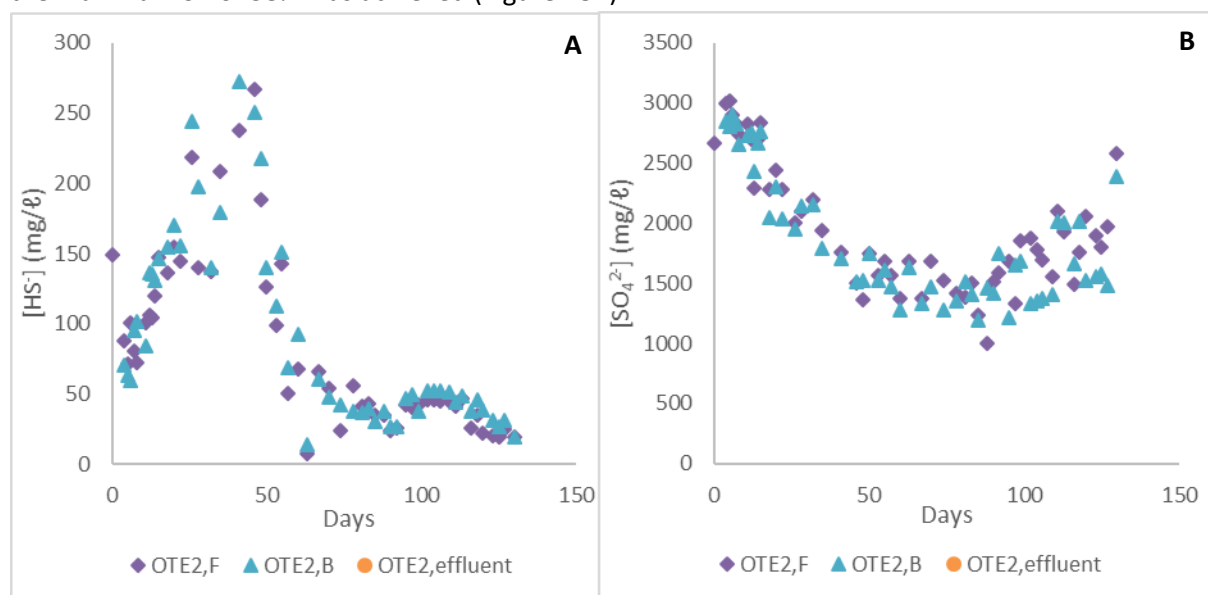 A
300
250
200
150
100
50
0
[HS-] (mg/ℓ)
0 50 100 150
Days
OTE2,F OTE2,B OTE2,effluent
B
3500
3000
2500
2000
1500
1000
500
0
[SO₄²⁻] (mg/ℓ)
0 50 100 150
Days
OTE2,F OTE2,B OTE2,effluent